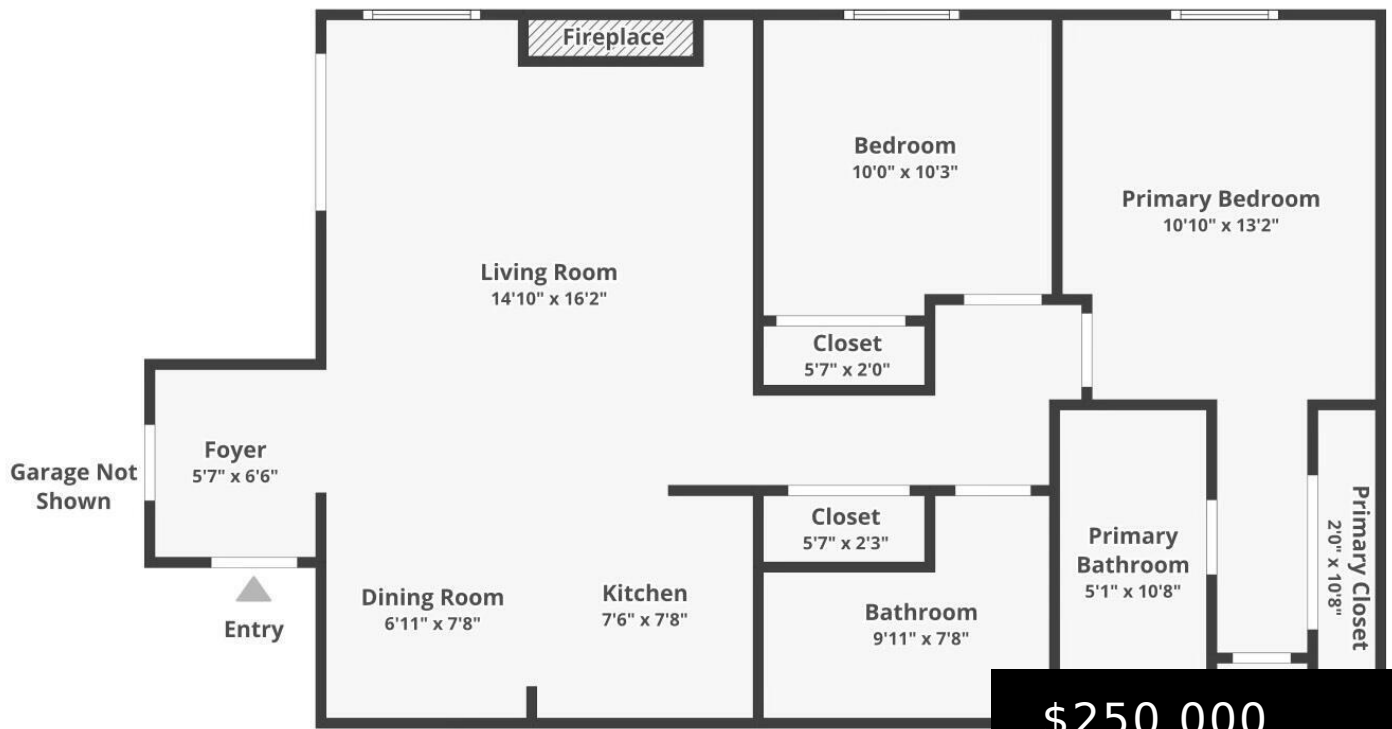 Fireplace
Bedroom
10'0" x 10'3"
Primary Bedroom
10'10" x 13'2"
Living Room
14'10" x 16'2"
Closet
5'7" x 2'0"
Foyer
5'7" x 6'6"
Garage Not
Shown
Closet
5'7" x 2'3"
Primary
Bathroom
5'1" x 10'8"
Primary Closet
2'0" x 10'8"
Dining Room
6'11" x 7'8"
Kitchen
7'6" x 7'8"
Bathroom
9'11" x 7'8"
Entry
$250,000